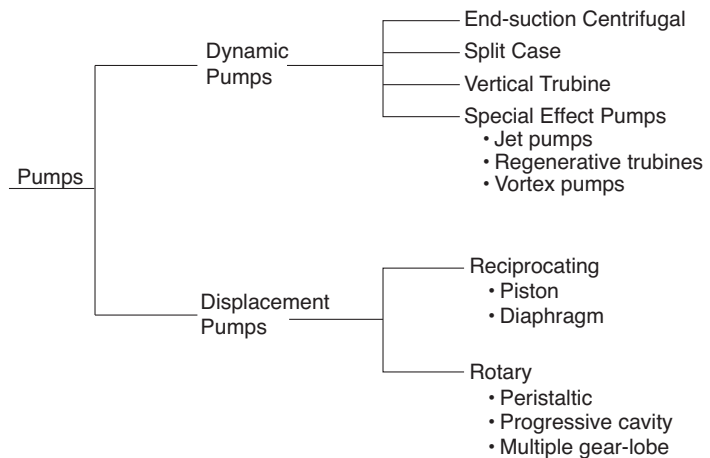 Pumps
Dynamic
Pumps
End-suction Centrifugal
Split Case
Vertical Trubine
Special Effect Pumps
• Jet pumps
• Regenerative trubines
• Vortex pumps
Displacement
Pumps
Reciprocating
• Piston
• Diaphragm
Rotary
• Peristaltic
• Progressive cavity
• Multiple gear-lobe